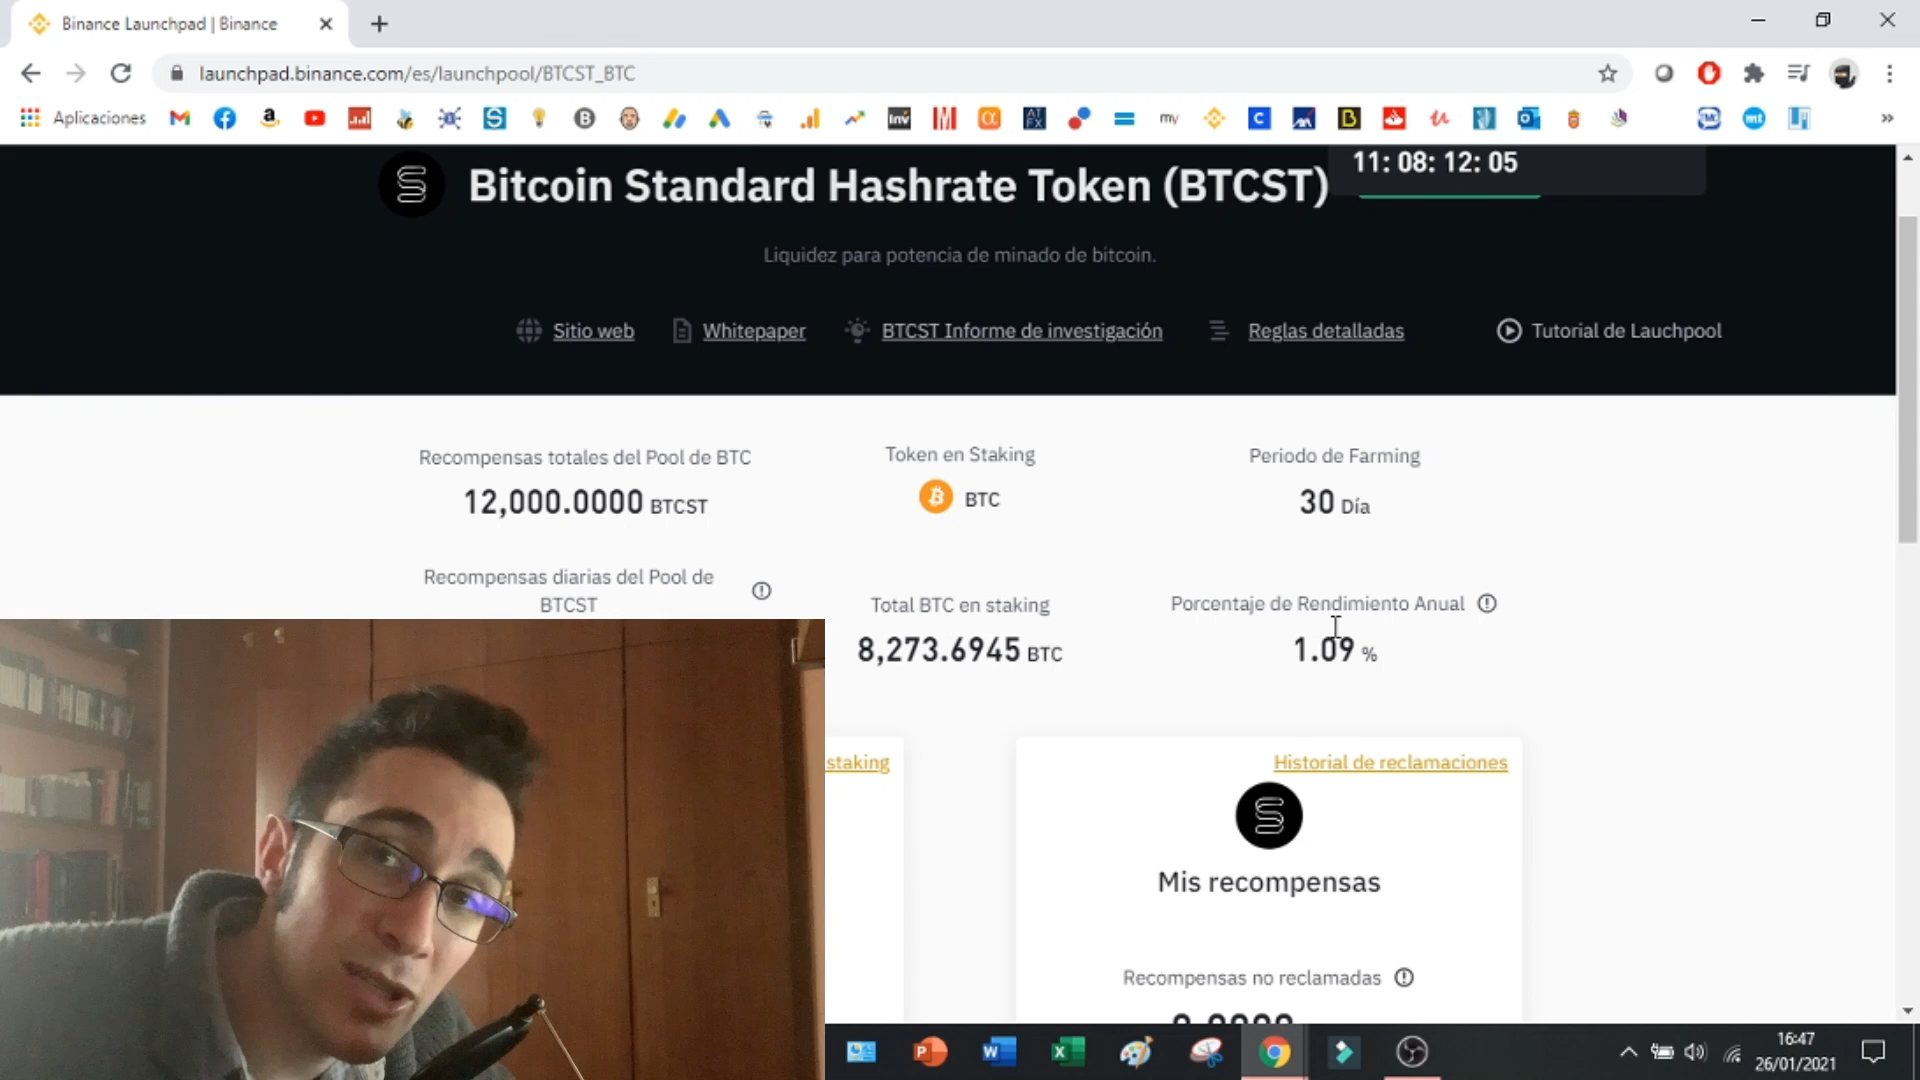 Binance Launchpad | Binance
launchpad.binance.com/es/launchpool/BTCST_BTC
Aplicaciones
Bitcoin Standard Hashrate Token (BTCST)
11: 08: 12: 05
Liquidez para potencia de minado de bitcoin.
Sitio web
Whitepaper
BTCST Informe de investigación
Reglas detalladas
Tutorial de Lauchpool
Recompensas totales del Pool de BTC
12,000.0000 BTCST
Token en Staking
BTC
Periodo de Farming
30 Día
Recompensas diarias del Pool de
BTCST
Total BTC en staking
8,273.6945 BTC
Porcentaje de Rendimiento Anual
1.09 %
staking
Historial de reclamaciones
Mis recompensas
Recompensas no reclamadas
16:47
26/01/2021